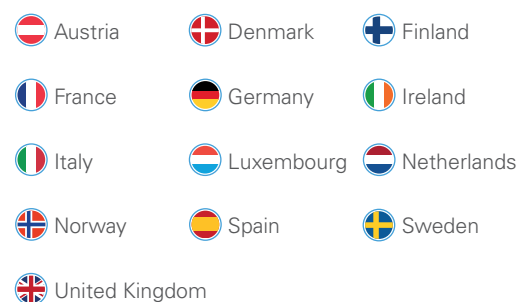 Austria Denmark Finland
France Germany Ireland
Italy Luxembourg Netherlands
Norway Spain Sweden
United Kingdom